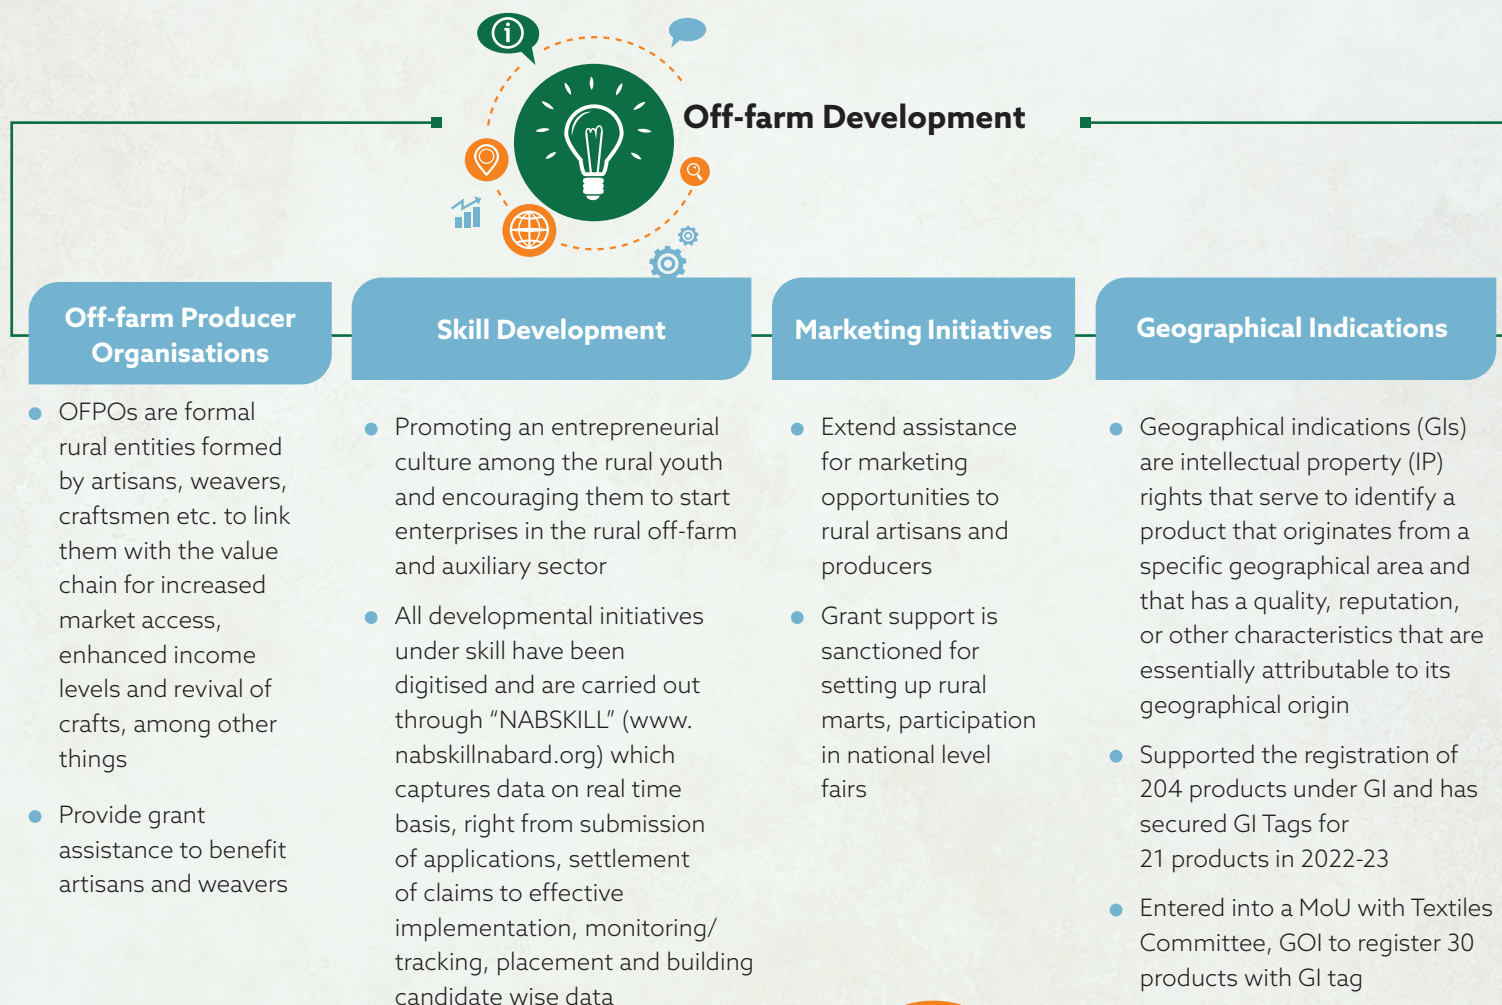 Off-farm Development
Off-farm Producer
Organisations
OFPOs are formal
rural entities formed
by artisans, weavers,
craftsmen etc. to link
them with the value
chain for increased
market access,
enhanced income
levels and revival of
crafts, among other
things
Provide grant
assistance to benefit
artisans and weavers
Skill Development
Promoting an entrepreneurial
culture among the rural youth
and encouraging them to start
enterprises in the rural off-farm
and auxiliary sector
All developmental initiatives
under skill have been
digitised and are carried out
through “NABSKILL” (www.
nabskillnabard.org) which
captures data on real time
basis, right from submission
of applications, settlement
of claims to effective
implementation, monitoring/
tracking, placement and building
candidate wise data
Marketing Initiatives
Extend assistance
for marketing
opportunities to
rural artisans and
producers
Grant support is
sanctioned for
setting up rural
marts, participation
in national level
fairs
Geographical Indications
Geographical indications (GIs)
are intellectual property (IP)
rights that serve to identify a
product that originates from a
specific geographical area and
that has a quality, reputation,
or other characteristics that are
essentially attributable to its
geographical origin
Supported the registration of
204 products under GI and has
secured GI Tags for
21 products in 2022-23
Entered into a MoU with Textiles
Committee, GOI to register 30
products with GI tag